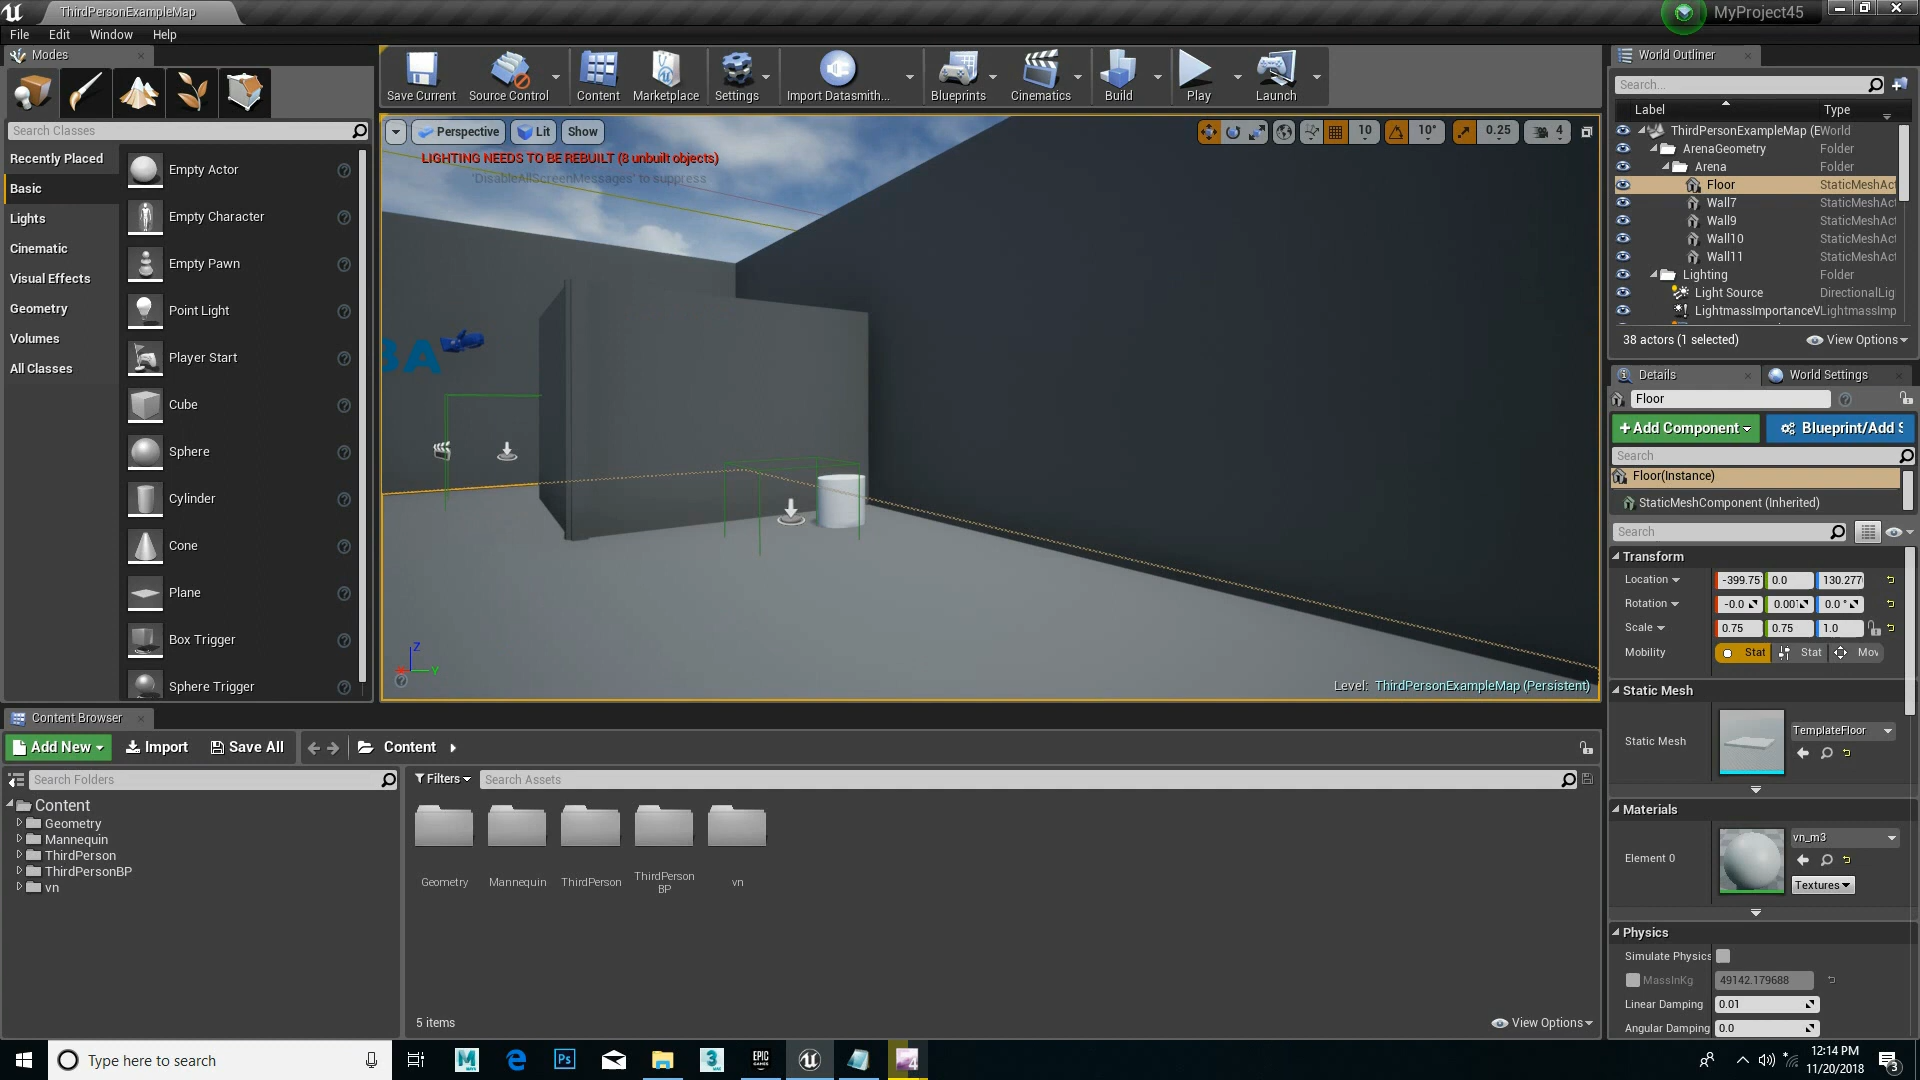 ThirdPersonExampleMap
MyProject45
File Edit Window Help
Modes
Search Classes
Recently Placed
Basic
Lights
Cinematic
Visual Effects
Geometry
Volumes
All Classes
Empty Actor
Empty Character
Empty Pawn
Point Light
Player Start
Cube
Sphere
Cylinder
Cone
Plane
Box Trigger
Sphere Trigger
Save Current Source Control Content Marketplace Settings Import Datasmith... Blueprints Cinematics Build Play Launch
Perspective Lit Show 10 10° 0.25 4
LIGHTING NEEDS TO BE REBUILT (8 unbuilt objects)
'DisableAllScreenMessages' to suppress
BA
Z
Y
Level: ThirdPersonExampleMap (Persistent)
World Outliner
Search...
Label Type
ThirdPersonExampleMap (E World
ArenaGeometry Folder
Arena Folder
Floor StaticMeshAct
Wall7 StaticMeshAct
Wall9 StaticMeshAct
Wall10 StaticMeshAct
Wall11 StaticMeshAct
Lighting Folder
Light Source DirectionalLig
LightmassImportanceV LightmassImp
38 actors (1 selected) View Options
Details World Settings
Floor
+Add Component Blueprint/Add S
Search
Floor(Instance)
StaticMeshComponent (Inherited)
Search
Transform
Location -399.75 0.0 130.277
Rotation -0.0 0.001 0.0 °
Scale 0.75 0.75 1.0
Mobility Stat Stat Mov
Static Mesh
Static Mesh TemplateFloor
Materials
Element 0 vn_m3
Textures
Physics
Simulate Physics
MassInKg 49142.179688
Linear Damping 0.01
Angular Damping 0.0
Content Browser
Add New Import Save All Content
Search Folders
Content
Geometry
Mannequin
ThirdPerson
ThirdPersonBP
vn
Filters Search Assets
Geometry Mannequin ThirdPerson ThirdPerson BP vn
5 items View Options
Type here to search
M Ps 3 EPIC GAMES 4
12:14 PM
11/20/2018
3